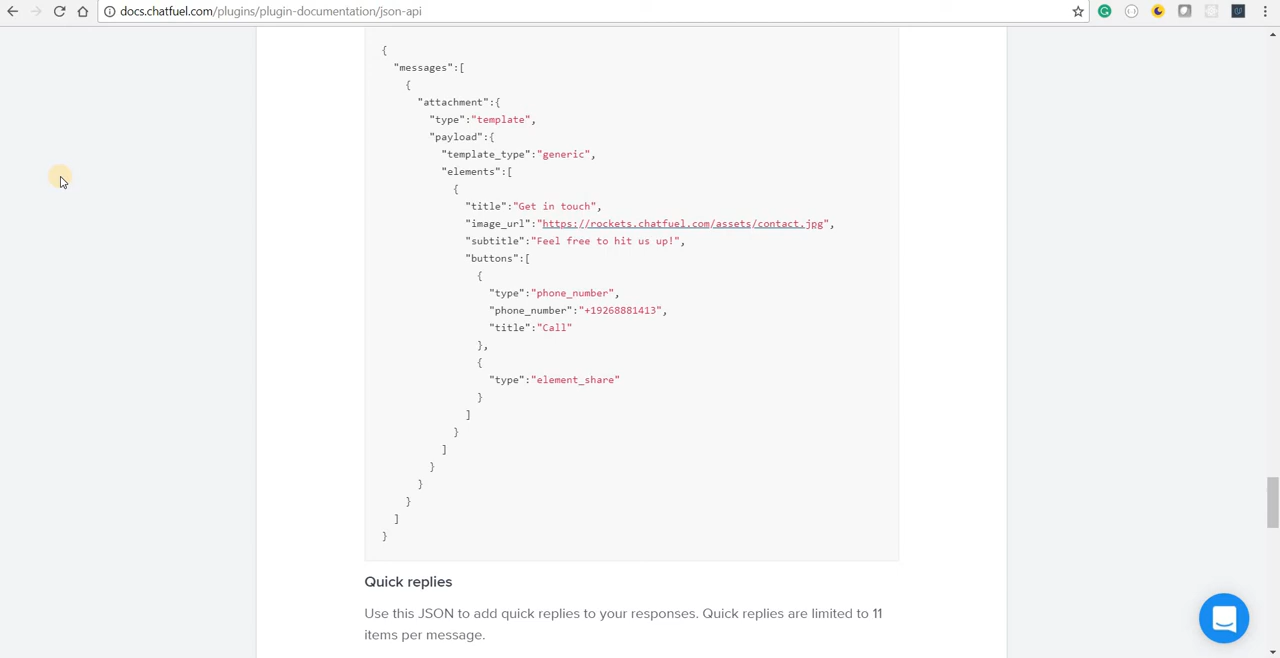 docs.chatfuel.com/plugins/plugin-documentation/json-api
{
"messages":[
{
"attachment":{
"type":"template",
"payload":{
"template_type":"generic",
"elements":[
{
"title":"Get in touch",
"image_url":"https://rockets.chatfuel.com/assets/contact.jpg",
"subtitle":"Feel free to hit us up!",
"buttons":[
{
"type":"phone_number",
"phone_number":"+19268881413",
"title":"Call"
},
{
"type":"element_share"
}
]
}
]
}
}
}
]
}
Quick replies
Use this JSON to add quick replies to your responses. Quick replies are limited to 11
items per message.